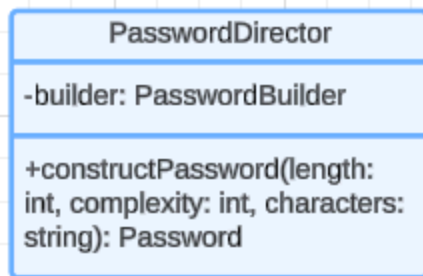 PasswordDirector
-builder: PasswordBuilder
+constructPassword(length:
int, complexity: int, characters:
string): Password